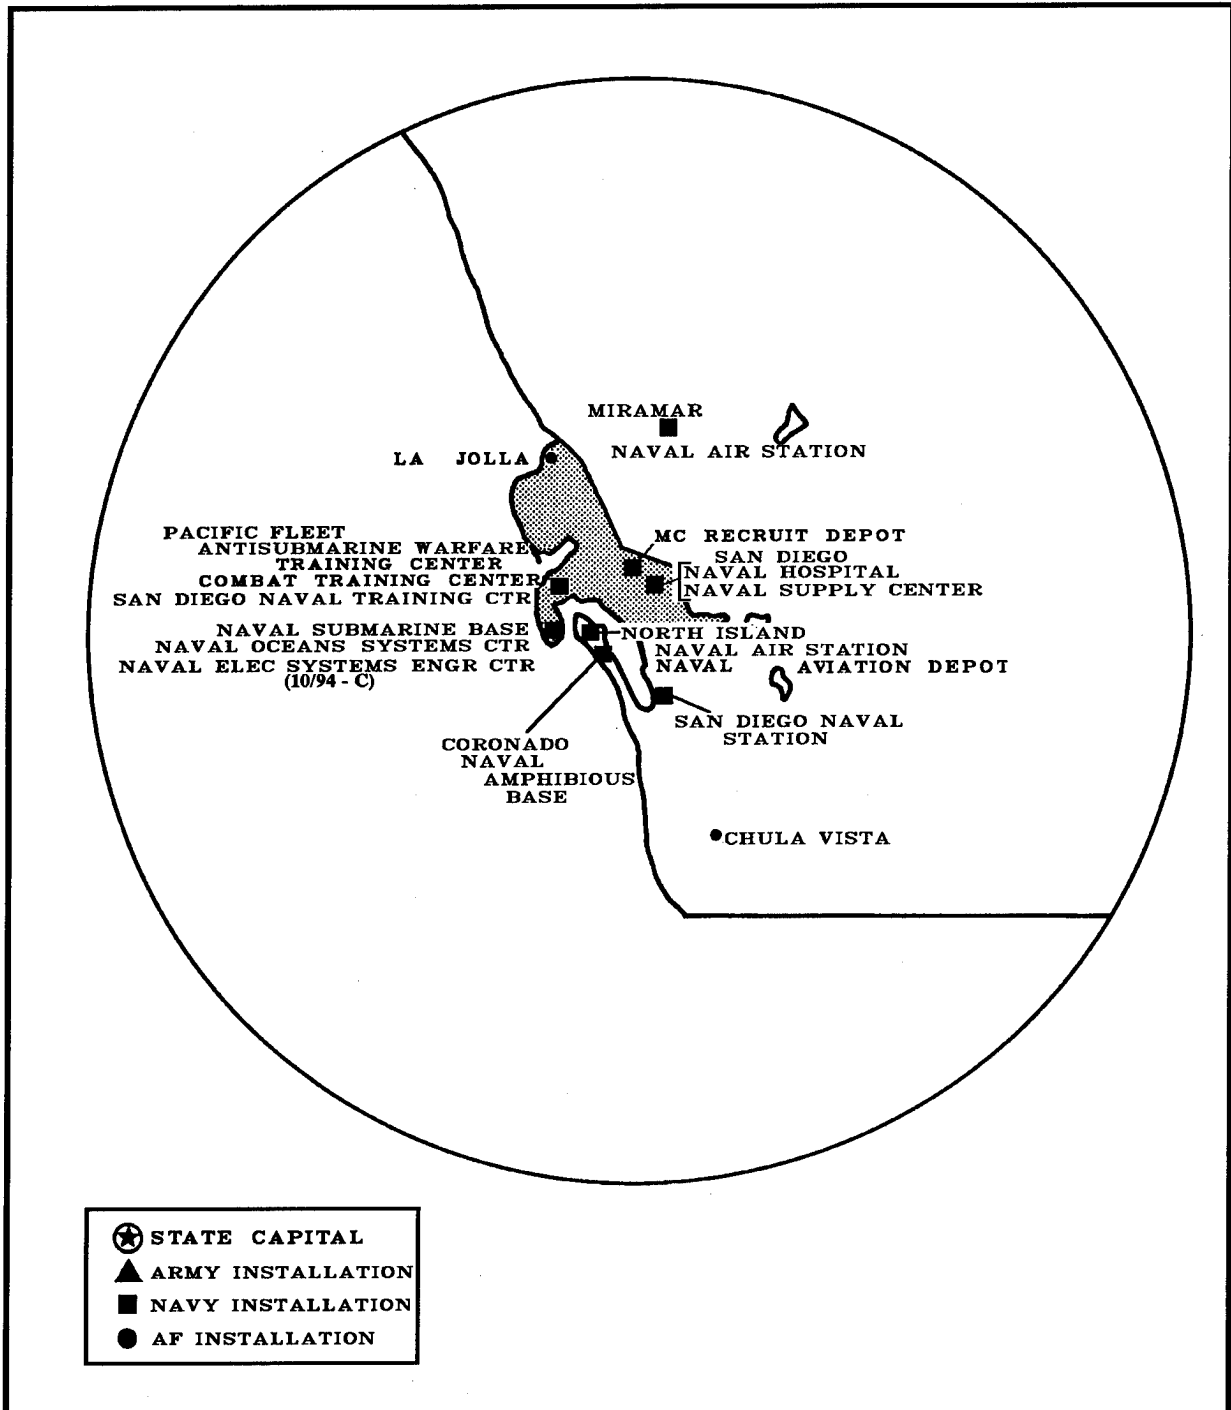 MIRAMAR
NAVAL AIR STATION
LA JOLLA
PACIFIC FLEET
ANTISUBMARINE WARFARE
TRAINING CENTER
COMBAT TRAINING CENTER
SAN DIEGO NAVAL TRAINING CTR
MC RECRUIT DEPOT
SAN DIEGO
NAVAL HOSPITAL
NAVAL SUPPLY CENTER
NAVAL SUBMARINE BASE
NAVAL OCEANS SYSTEMS CTR
NAVAL ELEC SYSTEMS ENGR CTR
(10/94 - C)
NORTH ISLAND
NAVAL AIR STATION
NAVAL AVIATION DEPOT
SAN DIEGO NAVAL
STATION
CORONADO
NAVAL
AMPHIBIOUS
BASE
CHULA VISTA
STATE CAPITAL
ARMY INSTALLATION
NAVY INSTALLATION
AF INSTALLATION